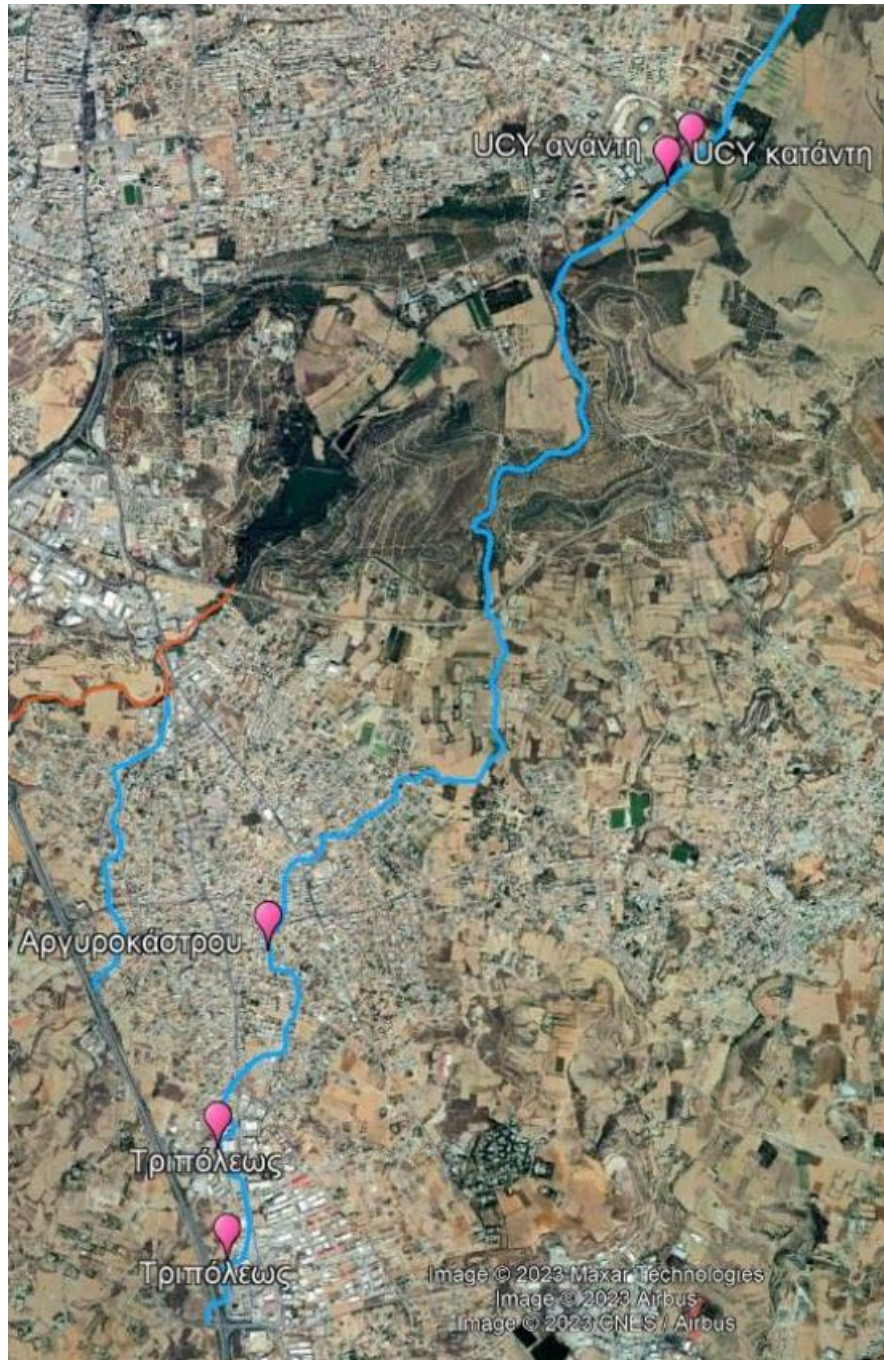 UCY ανάντη
UCY κατάντη
Αργυροκάστρου
Τριπόλεως
Τριπόλεως
Image © 2023 Maxar Technologies
Image © 2023 Airbus
Image © 2023 CNES / Airbus